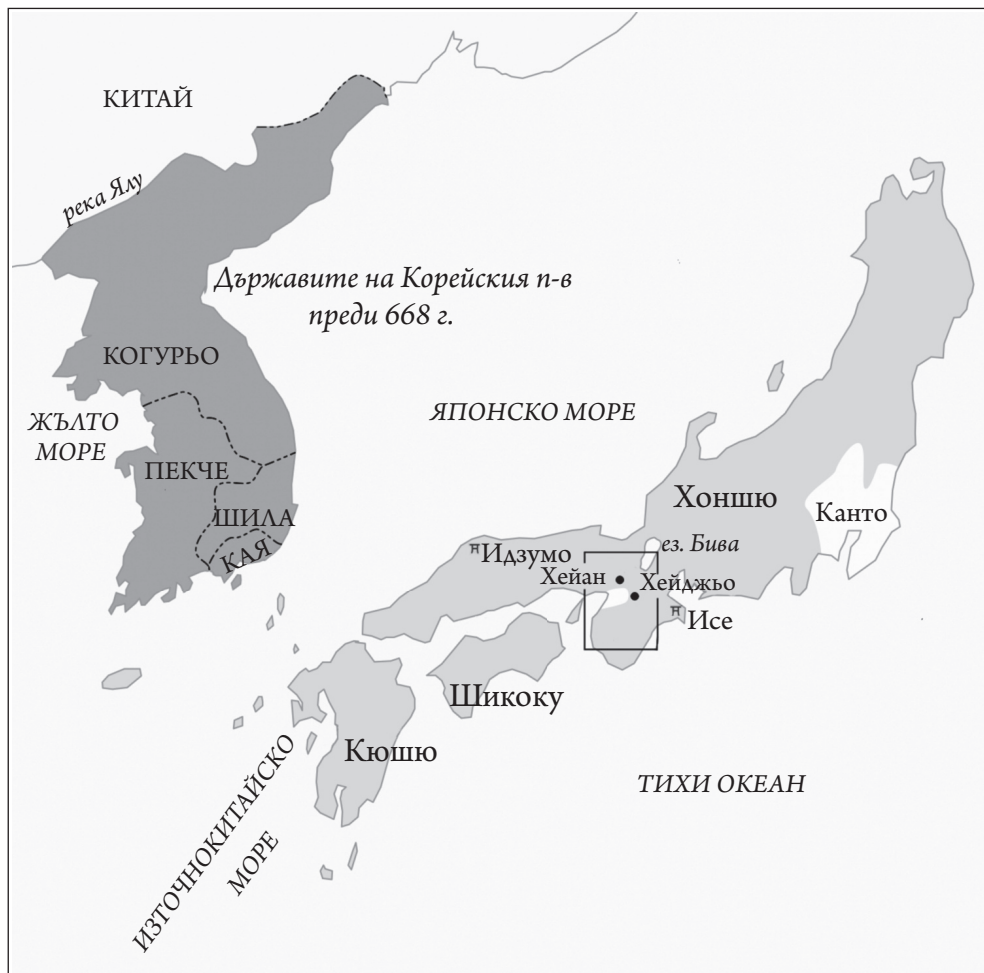 КИТАЙ
река Ялу
Държавите на Корейския п-в
преди 668 г.
КОГУРЬО
ЖЪЛТО
МОРЕ
ЯПОНСКО МОРЕ
ПЕКЧЕ
ШИЛА
КАЯ
Хоншю
Канто
ез. Бива
Идзумо
Хейан
Хейджьо
Исе
Шикоку
Кюшю
ТИХИ ОКЕАН
ИЗТОЧНОКИТАЙСКО
МОРЕ